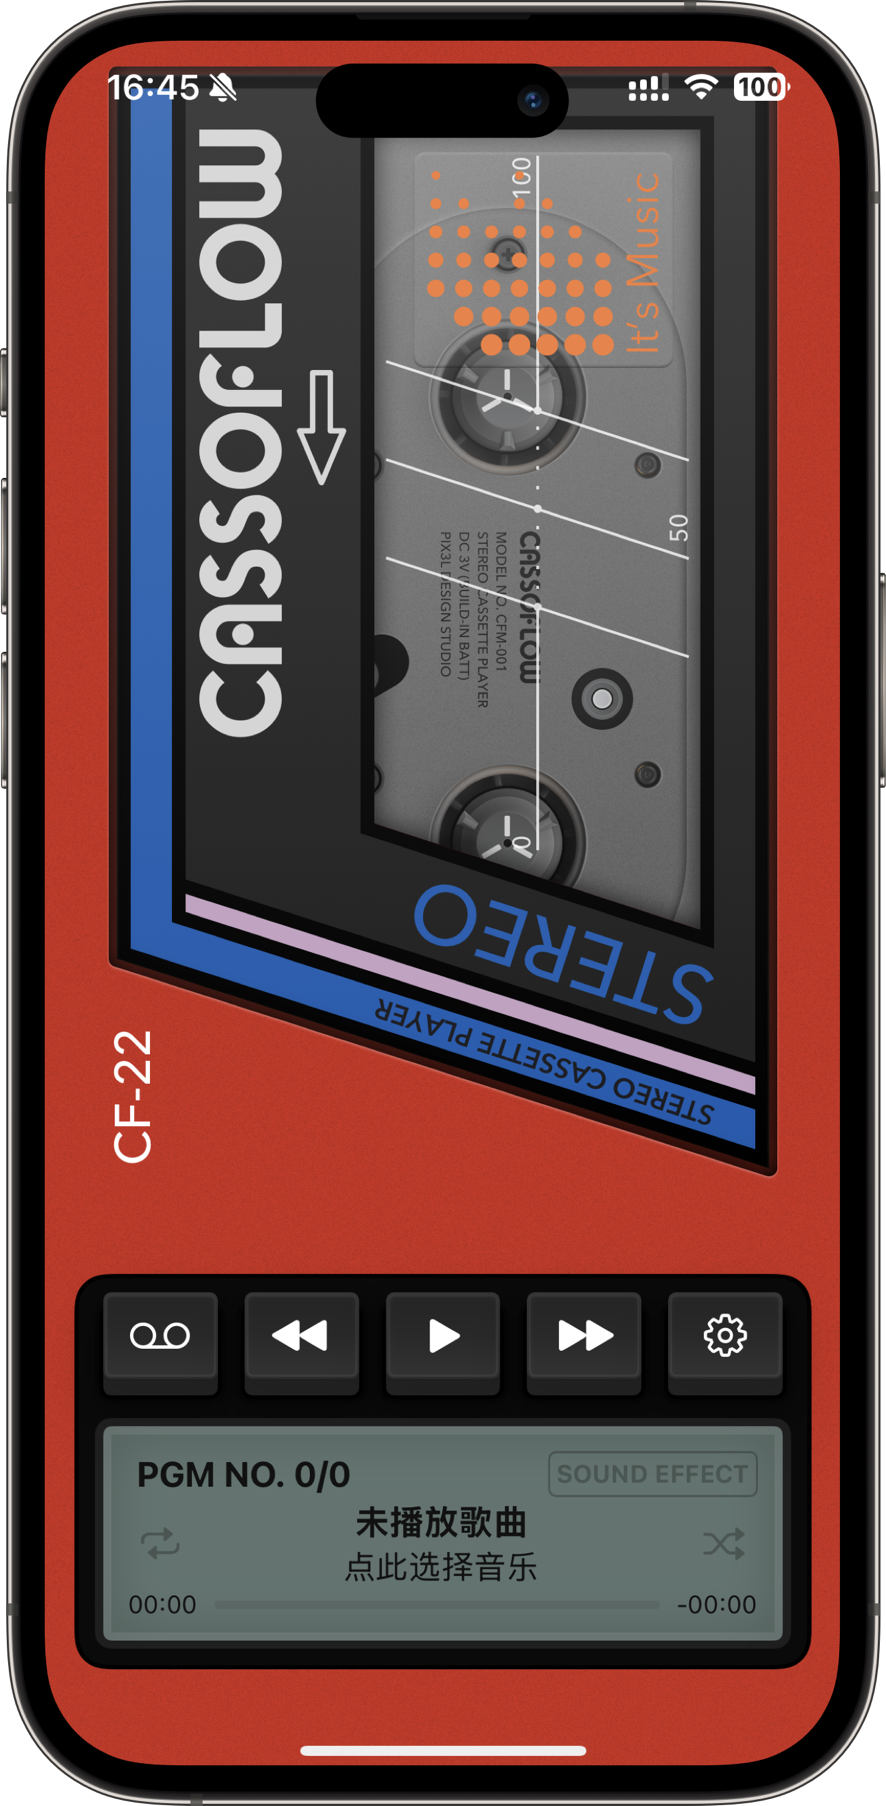 16:45
100
CASSOFLOW
100
It's Music
50
CASSOFLOW
MODEL NO. CFM-001
STEREO CASSETTE PLAYER
DC 3V (BUILD-IN BATT)
PIX3L DESIGN STUDIO
0
STEREO
STEREO CASSETTE PLAYER
CF-22
PGM NO. 0/0
SOUND EFFECT
未播放歌曲
点此选择音乐
00:00
-00:00